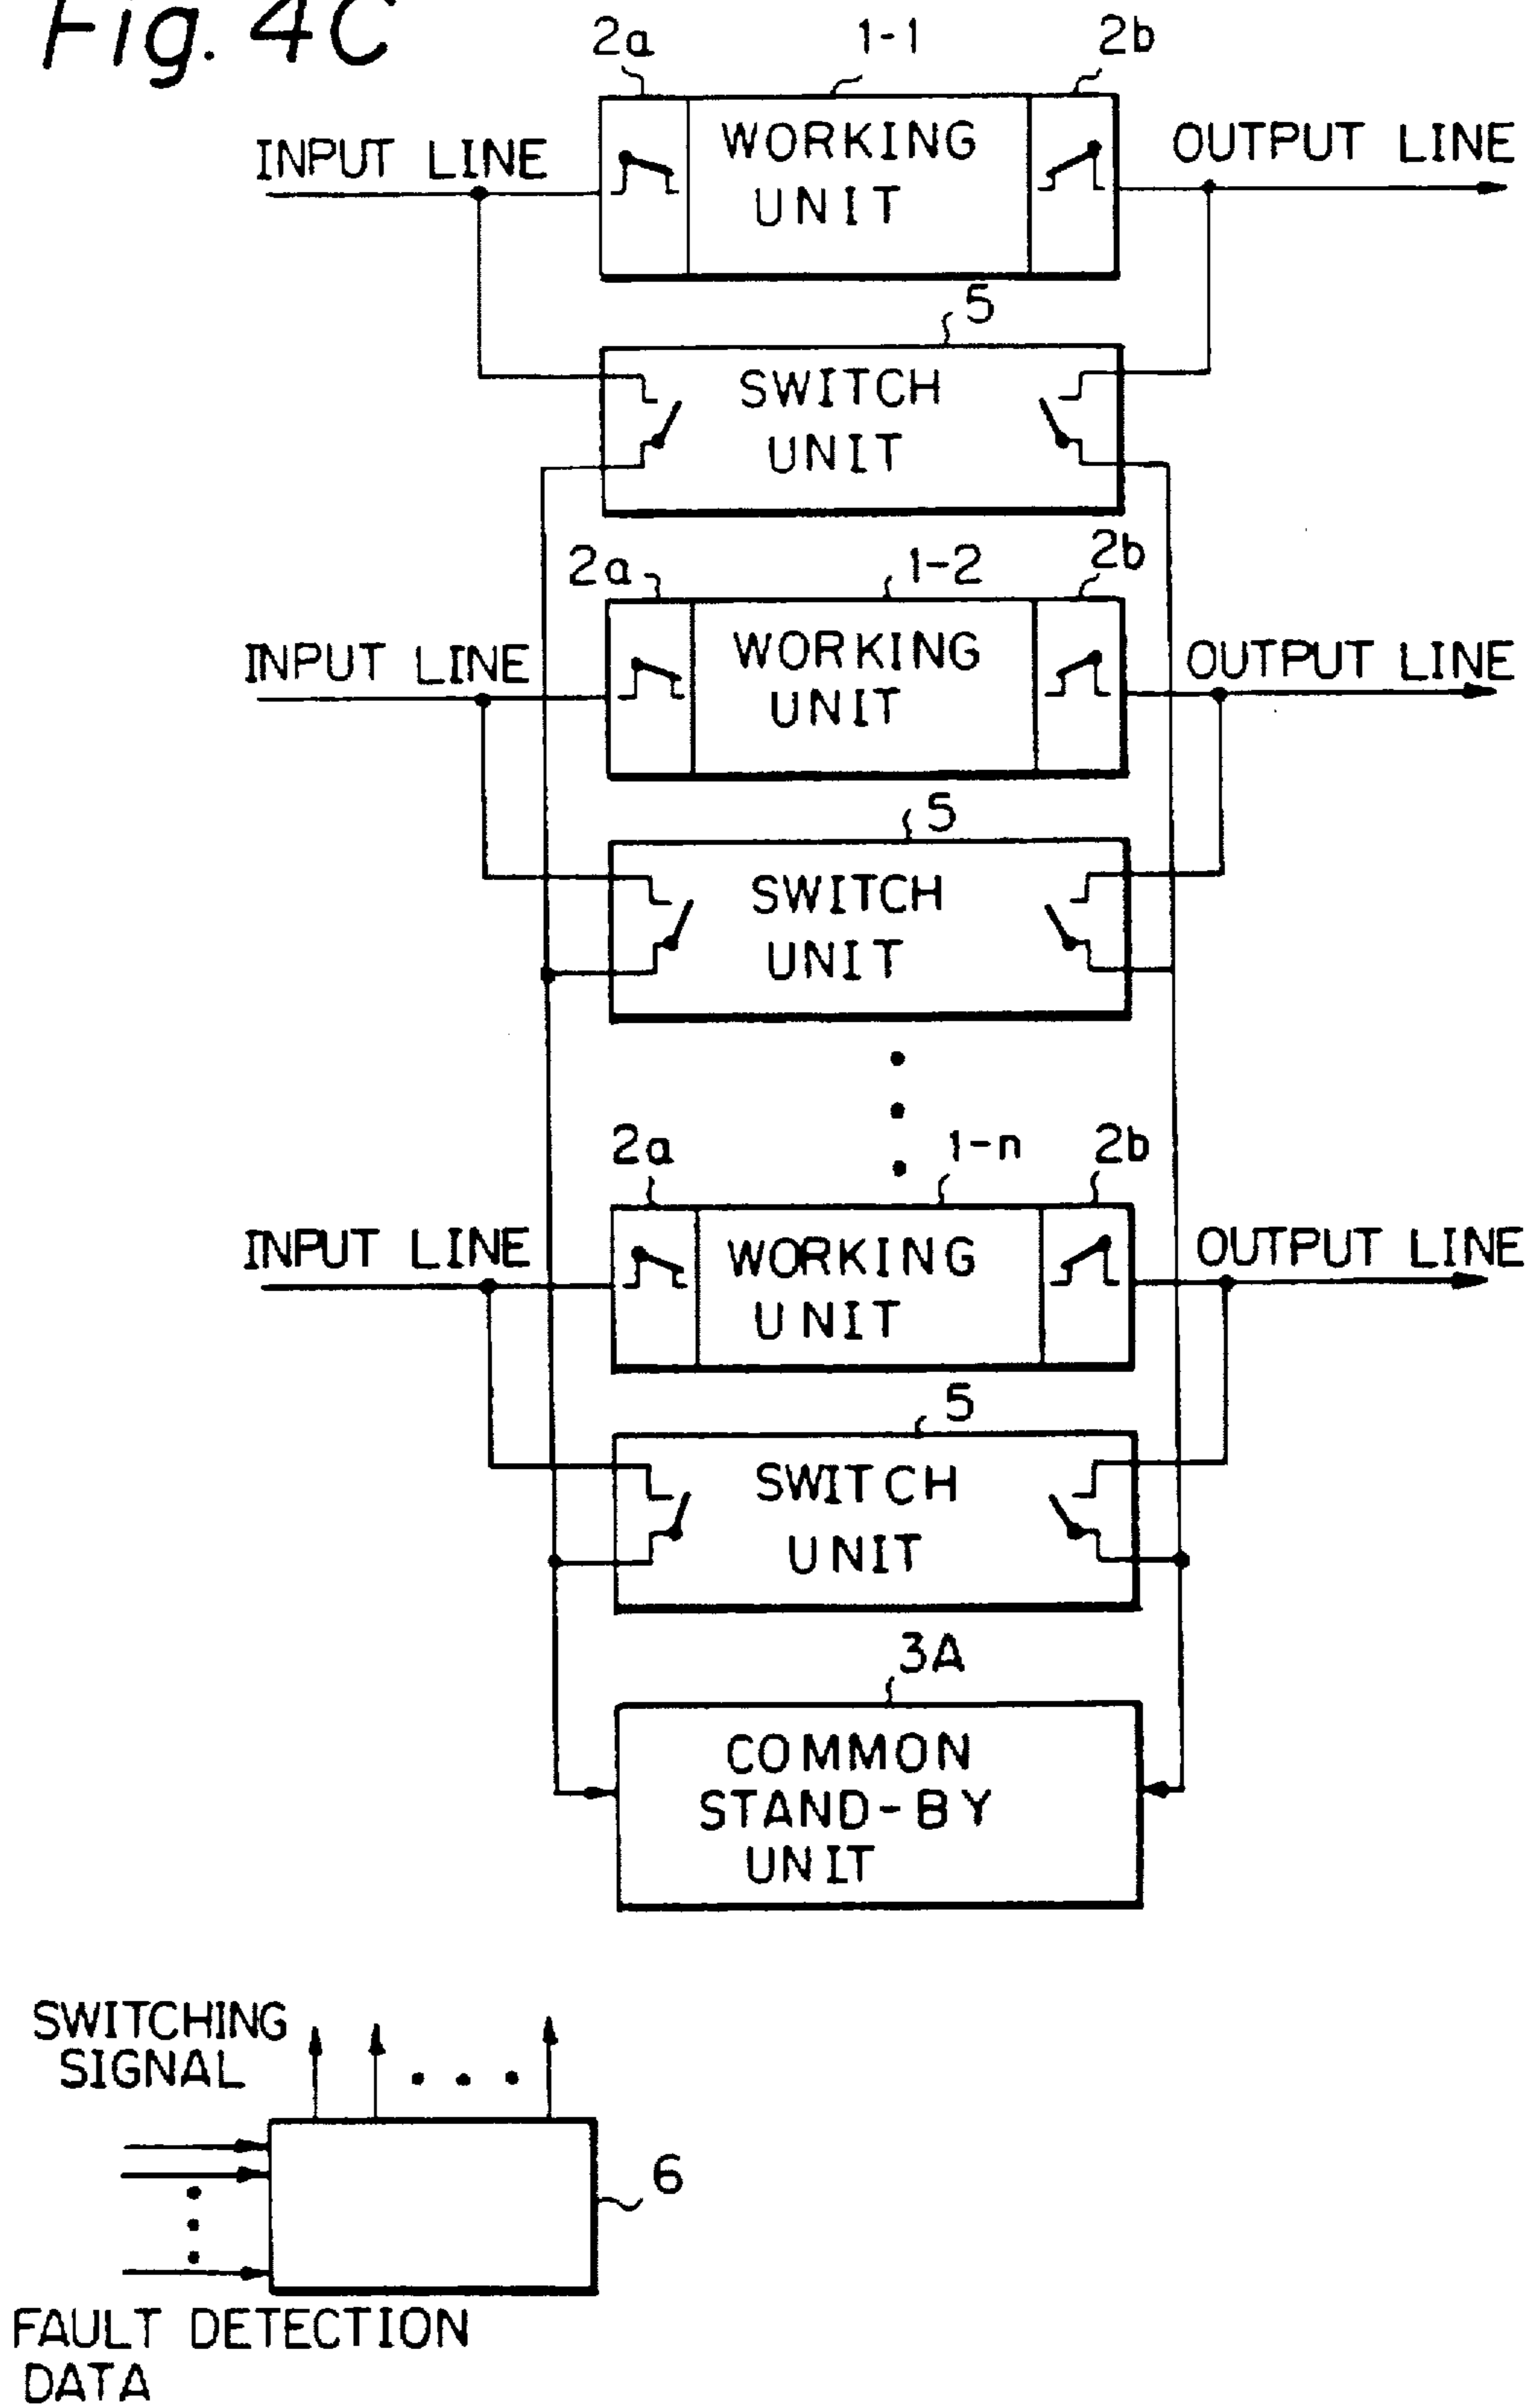 Fig. 4C
2a 1-1 2b
INPUT LINE
WORKING
UNIT
OUTPUT LINE
5
SWITCH
UNIT
2a 1-2 2b
INPUT LINE
WORKING
UNIT
OUTPUT LINE
5
SWITCH
UNIT
2a 1-n 2b
INPUT LINE
WORKING
UNIT
OUTPUT LINE
5
SWITCH
UNIT
3A
COMMON
STAND-BY
UNIT
SWITCHING
SIGNAL
6
FAULT DETECTION
DATA